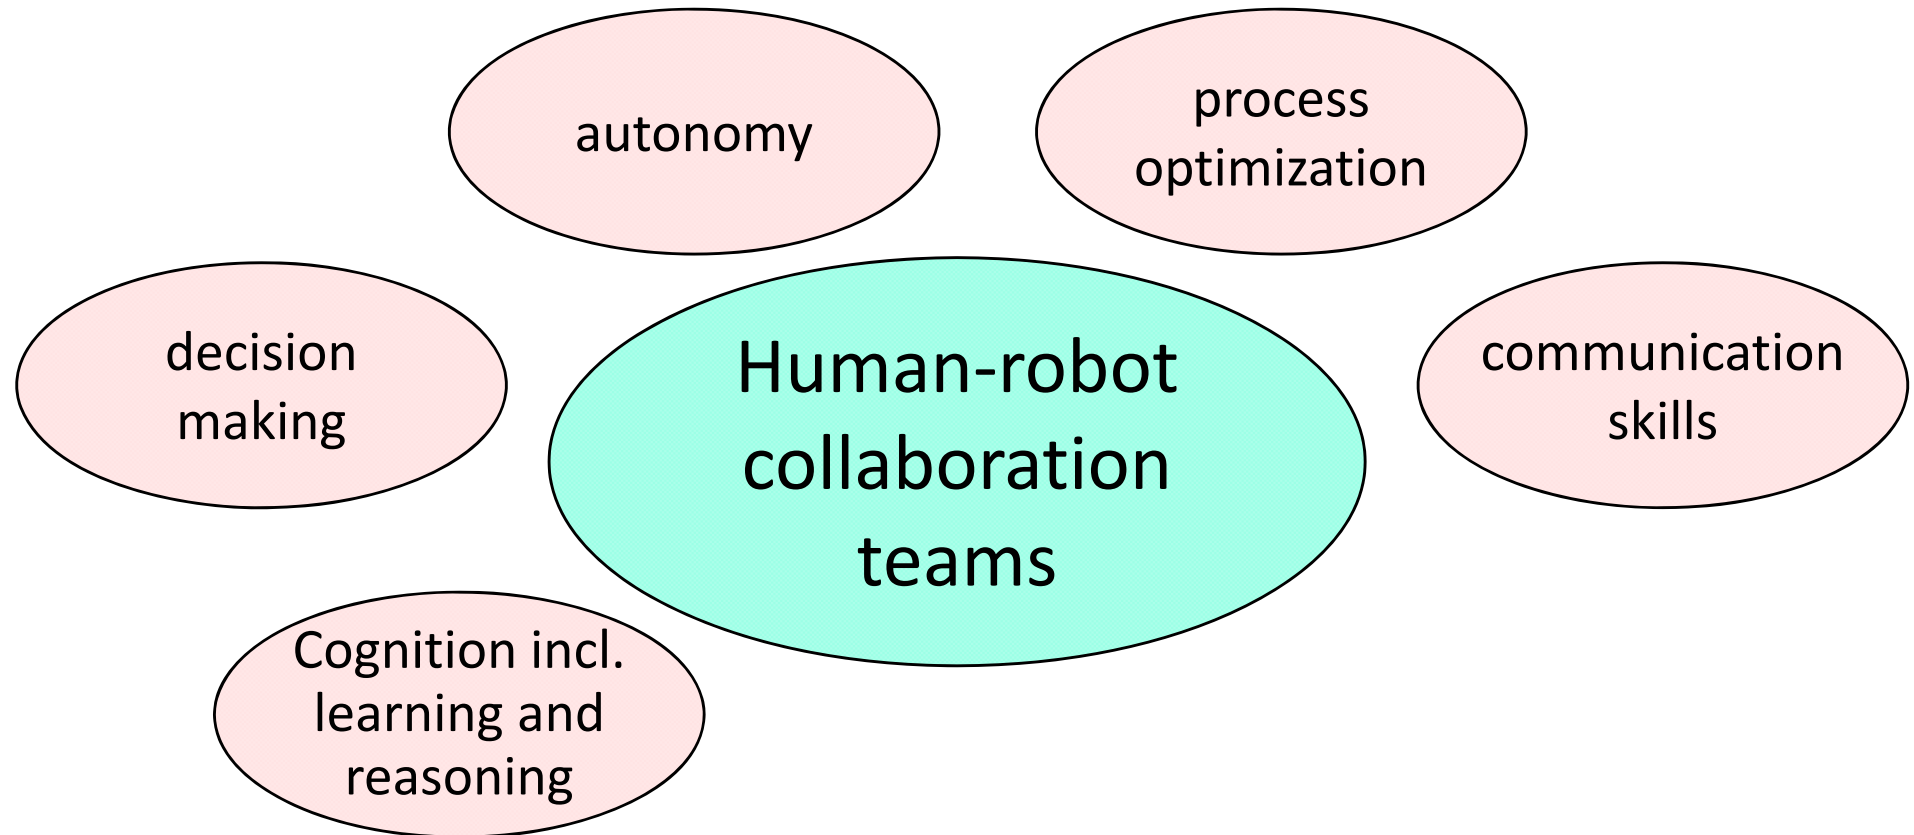 autonomy
process
optimization
decision
making
Human-robot
collaboration
teams
communication
skills
Cognition incl.
learning and
reasoning